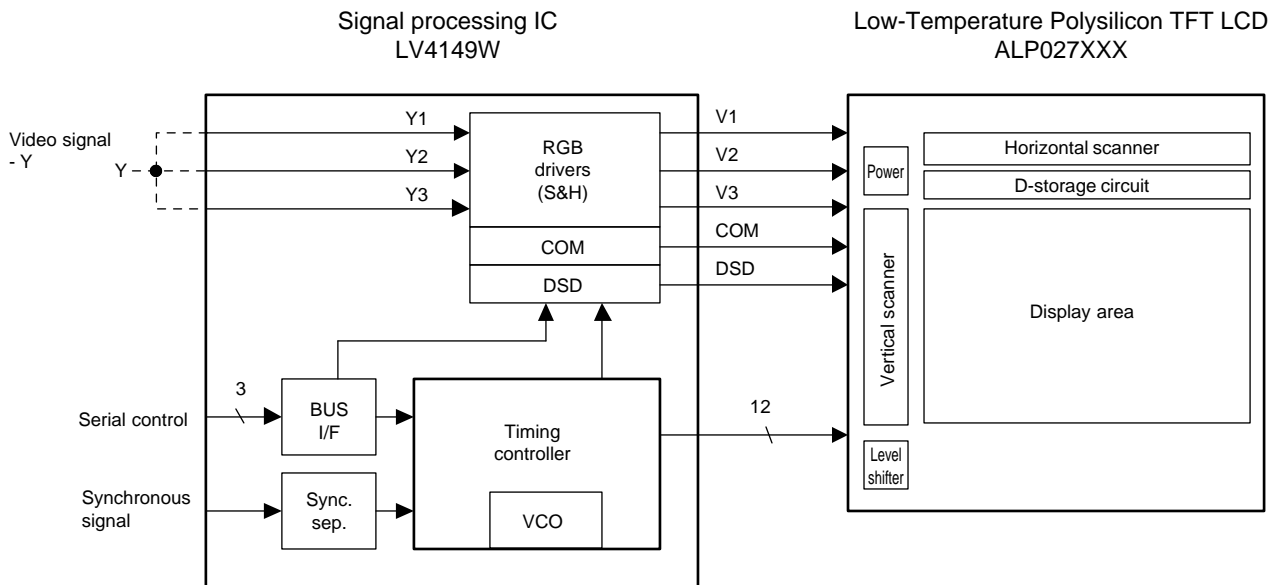 Signal processing IC
LV4149W
Low-Temperature Polysilicon TFT LCD
ALP027XXX
Video signal
- Y
Y
Y1
Y2
Y3
RGB
drivers
(S&H)
COM
DSD
V1
V2
V3
COM
DSD
Power
Horizontal scanner
D-storage circuit
Vertical scanner
Display area
Level
shifter
Serial control
3
BUS
I/F
Timing
controller
VCO
12
Synchronous
signal
Sync.
sep.